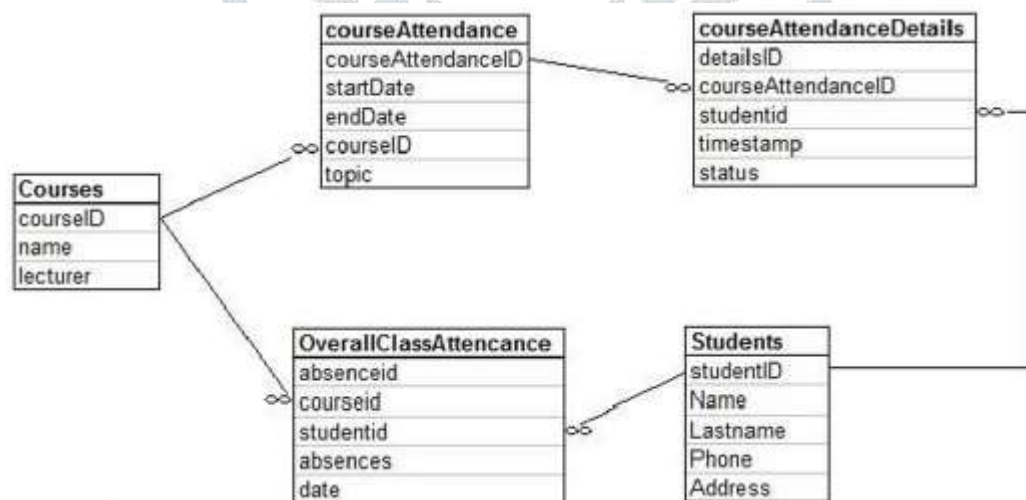 courseAttendance
courseAttendanceID
startDate
endDate
courseID
topic
courseAttendanceDetails
detailsID
courseAttendanceID
studentid
timestamp
status
Courses
courseID
name
lecturer
OverallClassAttencance
absenceid
courseid
studentid
absences
date
Students
studentID
Name
Lastname
Phone
Address